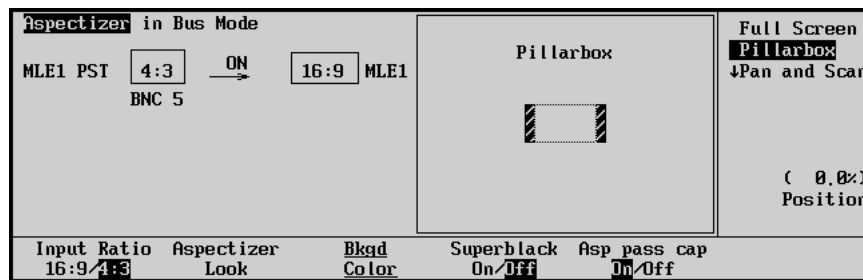 Aspectizer in Bus Mode
MLE1 PST 4:3 ON 16:9 MLE1
BNC 5
Pillarbox
Full Screen
Pillarbox
↓Pan and Scan
( 0.0%)
Position
Input Ratio Aspectizer Bkgd Superblack Asp pass cap
16:9/4:3 Look Color On/Off On/Off